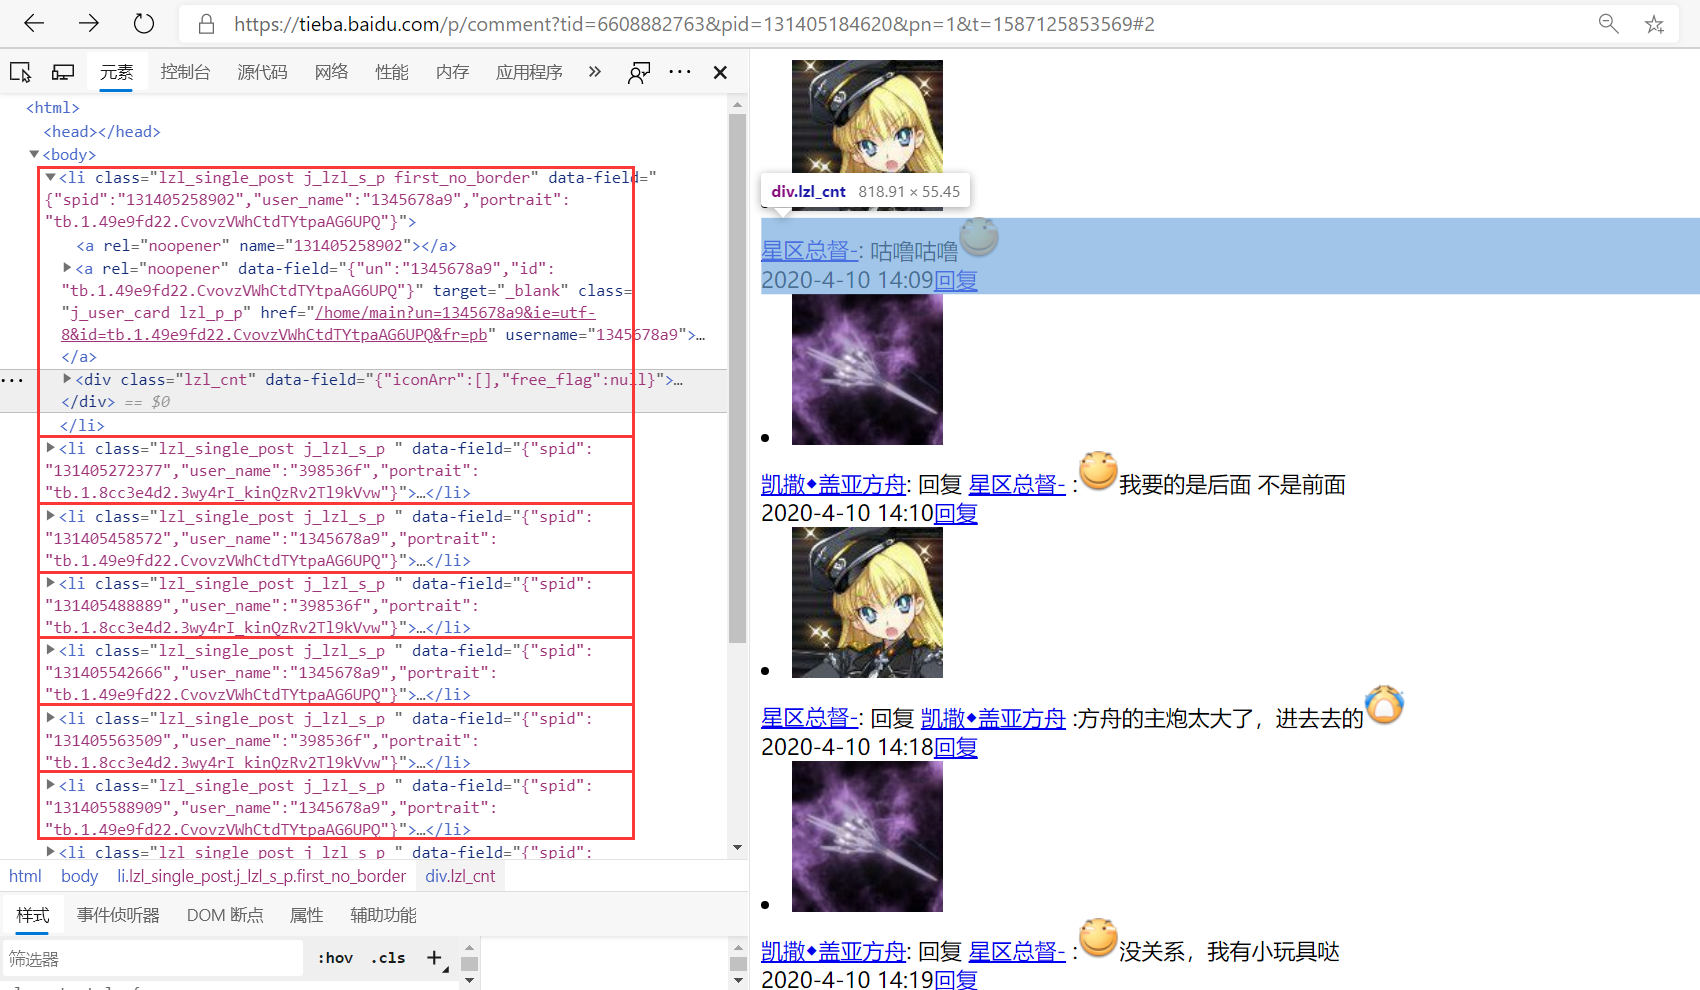 https://tieba.baidu.com/p/comment?tid=6608882763&pid=131405184620&pn=1&t=1587125853569#2
元素 控制台 源代码 网络 性能 内存 应用程序 »
<html>
<head></head>
<body>
<li class="lzl_single_post j_lzl_s_p first_no_border" data-field="
{"spid":"131405258902","user_name":"1345678a9","portrait":
"tb.1.49e9fd22.CvovzVWhCtdTYtpaAG6UPQ"}">
<a rel="noopener" name="131405258902"></a>
<a rel="noopener" data-field="{"un":"1345678a9","id":
"tb.1.49e9fd22.CvovzVWhCtdTYtpaAG6UPQ"}" target="_blank" class=
"j_user_card lzl_p_p" href="/home/main?un=1345678a9&ie=utf-
8&id=tb.1.49e9fd22.CvovzVWhCtdTYtpaAG6UPQ&fr=pb" username="1345678a9">…
</a>
<div class="lzl_cnt" data-field="{"iconArr":[],"free_flag":null}">…
</div> == $0
</li>
<li class="lzl_single_post j_lzl_s_p " data-field="{"spid":
"131405272377","user_name":"398536f","portrait":
"tb.1.8cc3e4d2.3wy4rI_kinQzRv2Tl9kVvw"}">…</li>
<li class="lzl_single_post j_lzl_s_p " data-field="{"spid":
"131405458572","user_name":"1345678a9","portrait":
"tb.1.49e9fd22.CvovzVWhCtdTYtpaAG6UPQ"}">…</li>
<li class="lzl_single_post j_lzl_s_p " data-field="{"spid":
"131405488889","user_name":"398536f","portrait":
"tb.1.8cc3e4d2.3wy4rI_kinQzRv2Tl9kVvw"}">…</li>
<li class="lzl_single_post j_lzl_s_p " data-field="{"spid":
"131405542666","user_name":"1345678a9","portrait":
"tb.1.49e9fd22.CvovzVWhCtdTYtpaAG6UPQ"}">…</li>
<li class="lzl_single_post j_lzl_s_p " data-field="{"spid":
"131405563509","user_name":"398536f","portrait":
"tb.1.8cc3e4d2.3wy4rI_kinQzRv2Tl9kVvw"}">…</li>
<li class="lzl_single_post j_lzl_s_p " data-field="{"spid":
"131405588909","user_name":"1345678a9","portrait":
"tb.1.49e9fd22.CvovzVWhCtdTYtpaAG6UPQ"}">…</li>
<li class="lzl_single_post j_lzl_s_p " data-field="{"spid":
html body li.lzl_single_post.j_lzl_s_p.first_no_border div.lzl_cnt
样式 事件侦听器 DOM 断点 属性 辅助功能
筛选器 :hov .cls +
div.lzl_cnt 818.91 × 55.45
星区总督-: 咕噜咕噜
2020-4-10 14:09回复
凯撒◆盖亚方舟: 回复 星区总督- :我要的是后面 不是前面
2020-4-10 14:10回复
星区总督-: 回复 凯撒◆盖亚方舟 :方舟的主炮太大了，进去去的
2020-4-10 14:18回复
凯撒◆盖亚方舟: 回复 星区总督- :没关系，我有小玩具哒
2020-4-10 14:19回复